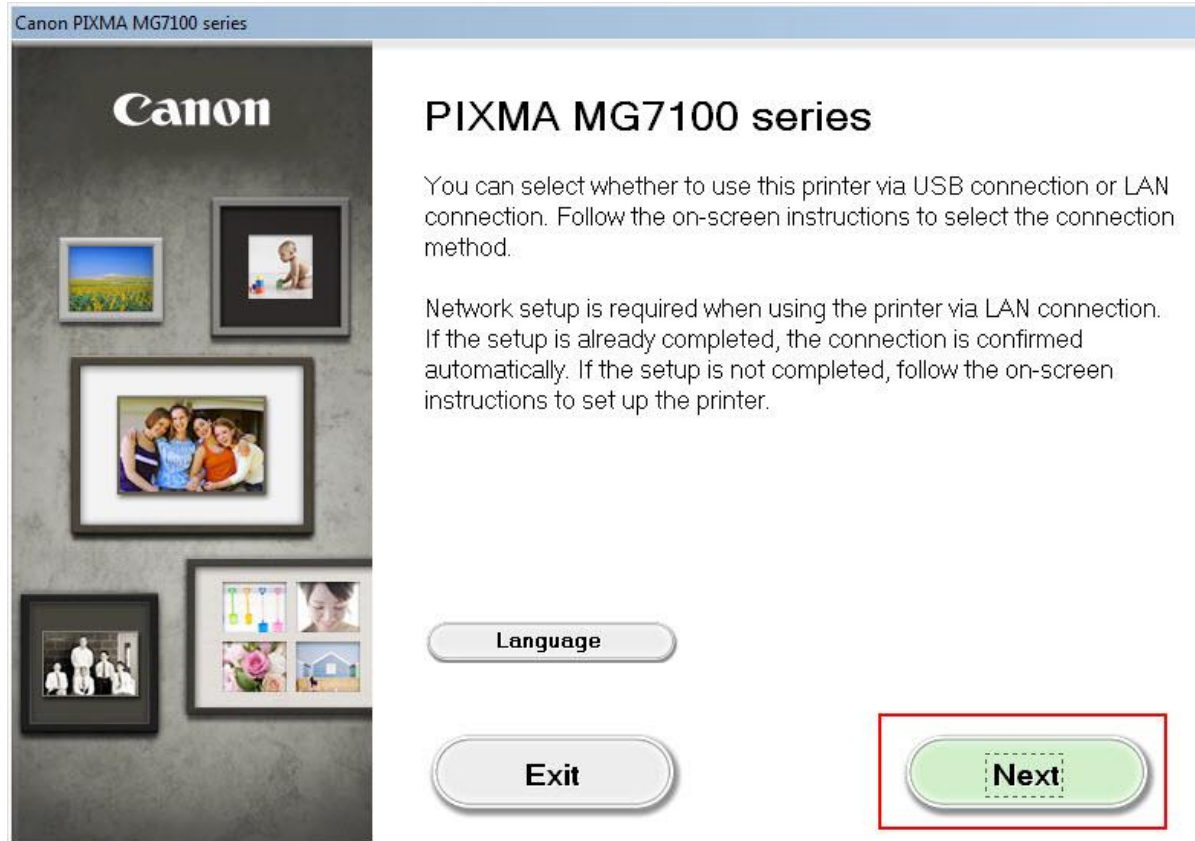 Canon PIXMA MG7100 series
Canon
PIXMA MG7100 series
You can select whether to use this printer via USB connection or LAN
connection. Follow the on-screen instructions to select the connection
method.
Network setup is required when using the printer via LAN connection.
If the setup is already completed, the connection is confirmed
automatically. If the setup is not completed, follow the on-screen
instructions to set up the printer.
Language
Exit
Next